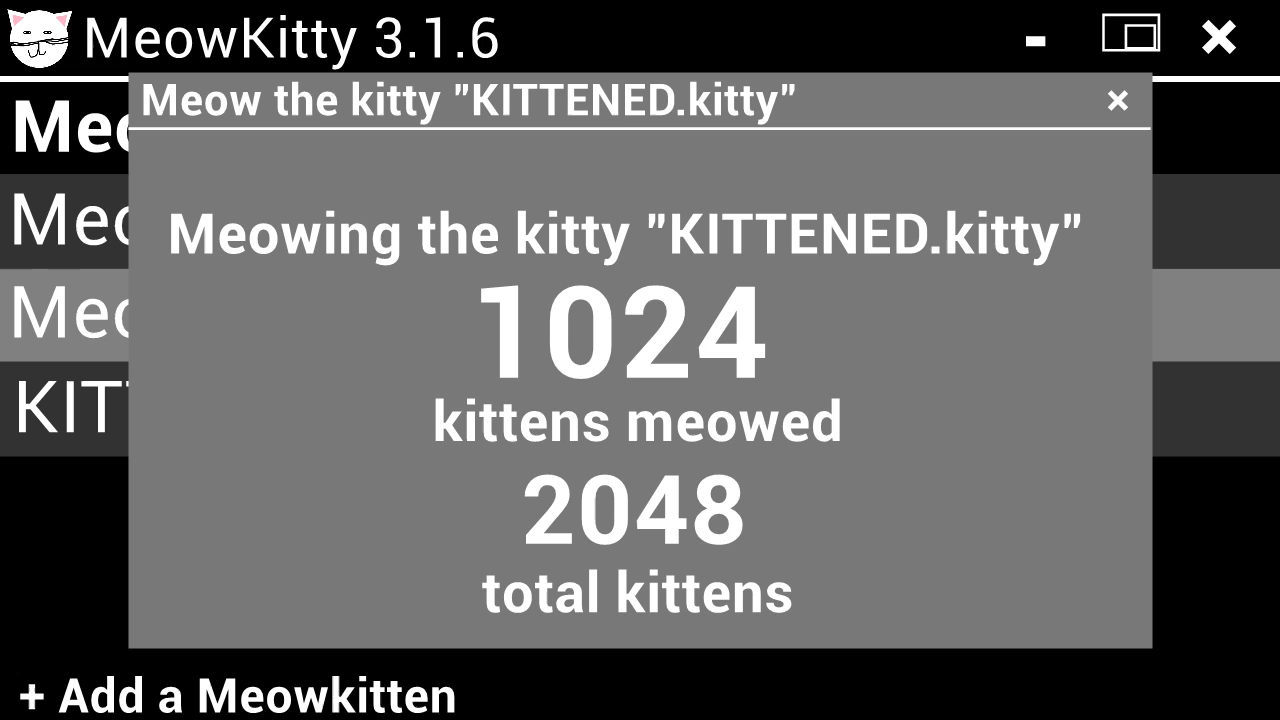 MeowKitty 3.1.6
Meow the kitty "KITTENED.kitty"
Meowing the kitty "KITTENED.kitty"
1024
kittens meowed
2048
total kittens
+ Add a Meowkitten